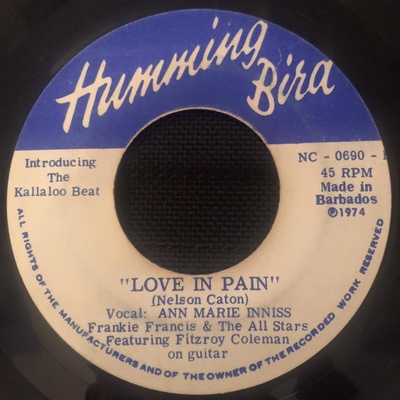 Humming
Bird
Introducing
The
Kallaloo Beat
NC - 0690 -
45 RPM
Made in
Barbados
℗1974
"LOVE IN PAIN"
(Nelson Caton)
Vocal: ANN MARIE INNISS
Frankie Francis & The All Stars
Featuring Fitzroy Coleman
on guitar
ALL RIGHTS OF THE MANUFACTURERS AND OF THE OWNER OF THE RECORDED WORK RESERVED